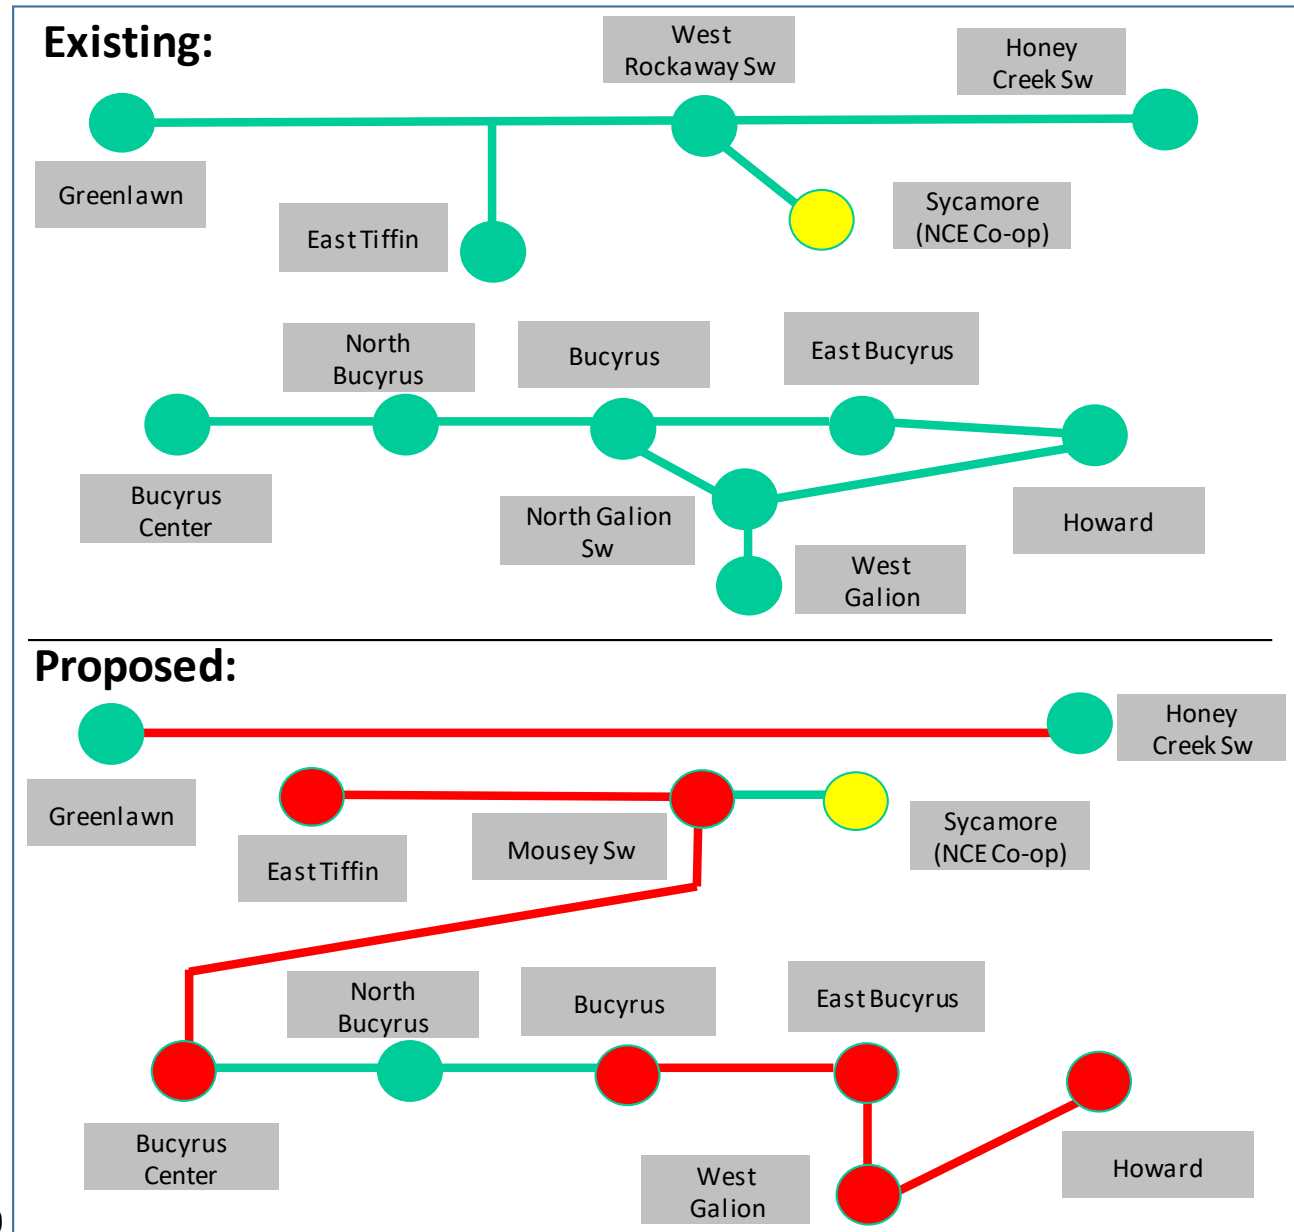 Existing:
West
Rockaway Sw
Honey
Creek Sw
Greenlawn
East Tiffin
Sycamore
(NCE Co-op)
North
Bucyrus
Bucyrus
East Bucyrus
Bucyrus
Center
North Galion
Sw
West
Galion
Howard
Proposed:
Honey
Creek Sw
Greenlawn
East Tiffin
Mousey Sw
Sycamore
(NCE Co-op)
North
Bucyrus
Bucyrus
East Bucyrus
Bucyrus
Center
West
Galion
Howard